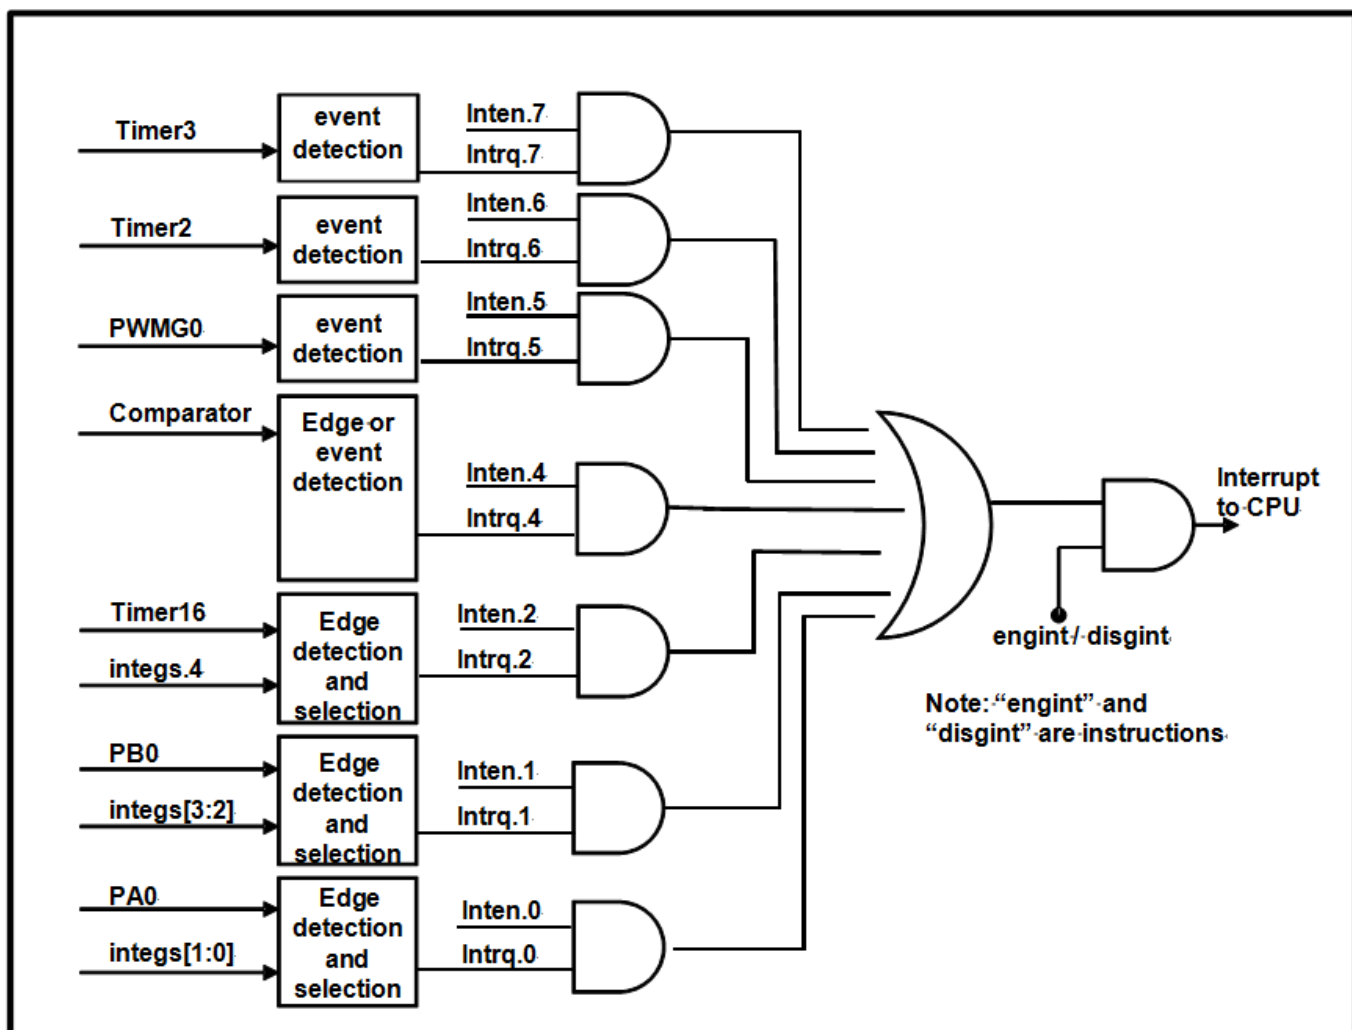 Timer3
event
detection
Inten.7
Intrq.7
Timer2
event
detection
Inten.6
Intrq.6
PWMG0
event
detection
Inten.5
Intrq.5
Comparator
Edge or
event
detection
Inten.4
Intrq.4
Interrupt
to CPU
engint / disgint
Note: “engint” and
“disgint” are instructions
Timer16
integs.4
Edge
detection
and
selection
Inten.2
Intrq.2
PB0
integs[3:2]
Edge
detection
and
selection
Inten.1
Intrq.1
PA0
integs[1:0]
Edge
detection
and
selection
Inten.0
Intrq.0